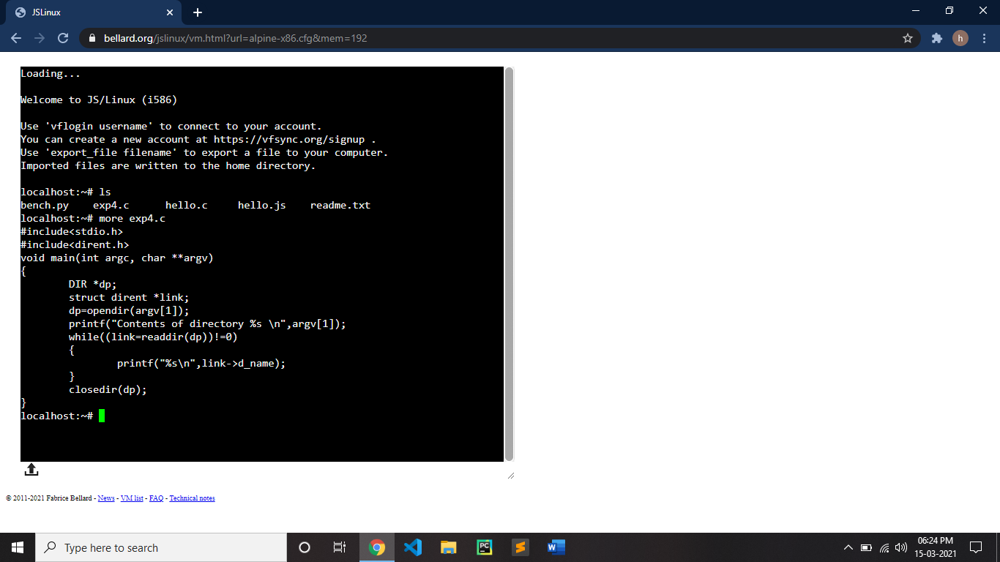 JSLinux
bellard.org/jslinux/vm.html?url=alpine-x86.cfg&mem=192
h
Loading...
Welcome to JS/Linux (i586)
Use 'vflogin username' to connect to your account.
You can create a new account at https://vfsync.org/signup .
Use 'export_file filename' to export a file to your computer.
Imported files are written to the home directory.
localhost:~# ls
bench.py    exp4.c      hello.c     hello.js    readme.txt
localhost:~# more exp4.c
#include<stdio.h>
#include<dirent.h>
void main(int argc, char **argv)
{
        DIR *dp;
        struct dirent *link;
        dp=opendir(argv[1]);
        printf("Contents of directory %s \n",argv[1]);
        while((link=readdir(dp))!=0)
        {
                printf("%s\n",link->d_name);
        }
        closedir(dp);
}
localhost:~#
© 2011-2021 Fabrice Bellard - News - VM list - FAQ - Technical notes
Type here to search
PC
W
06:24 PM
15-03-2021